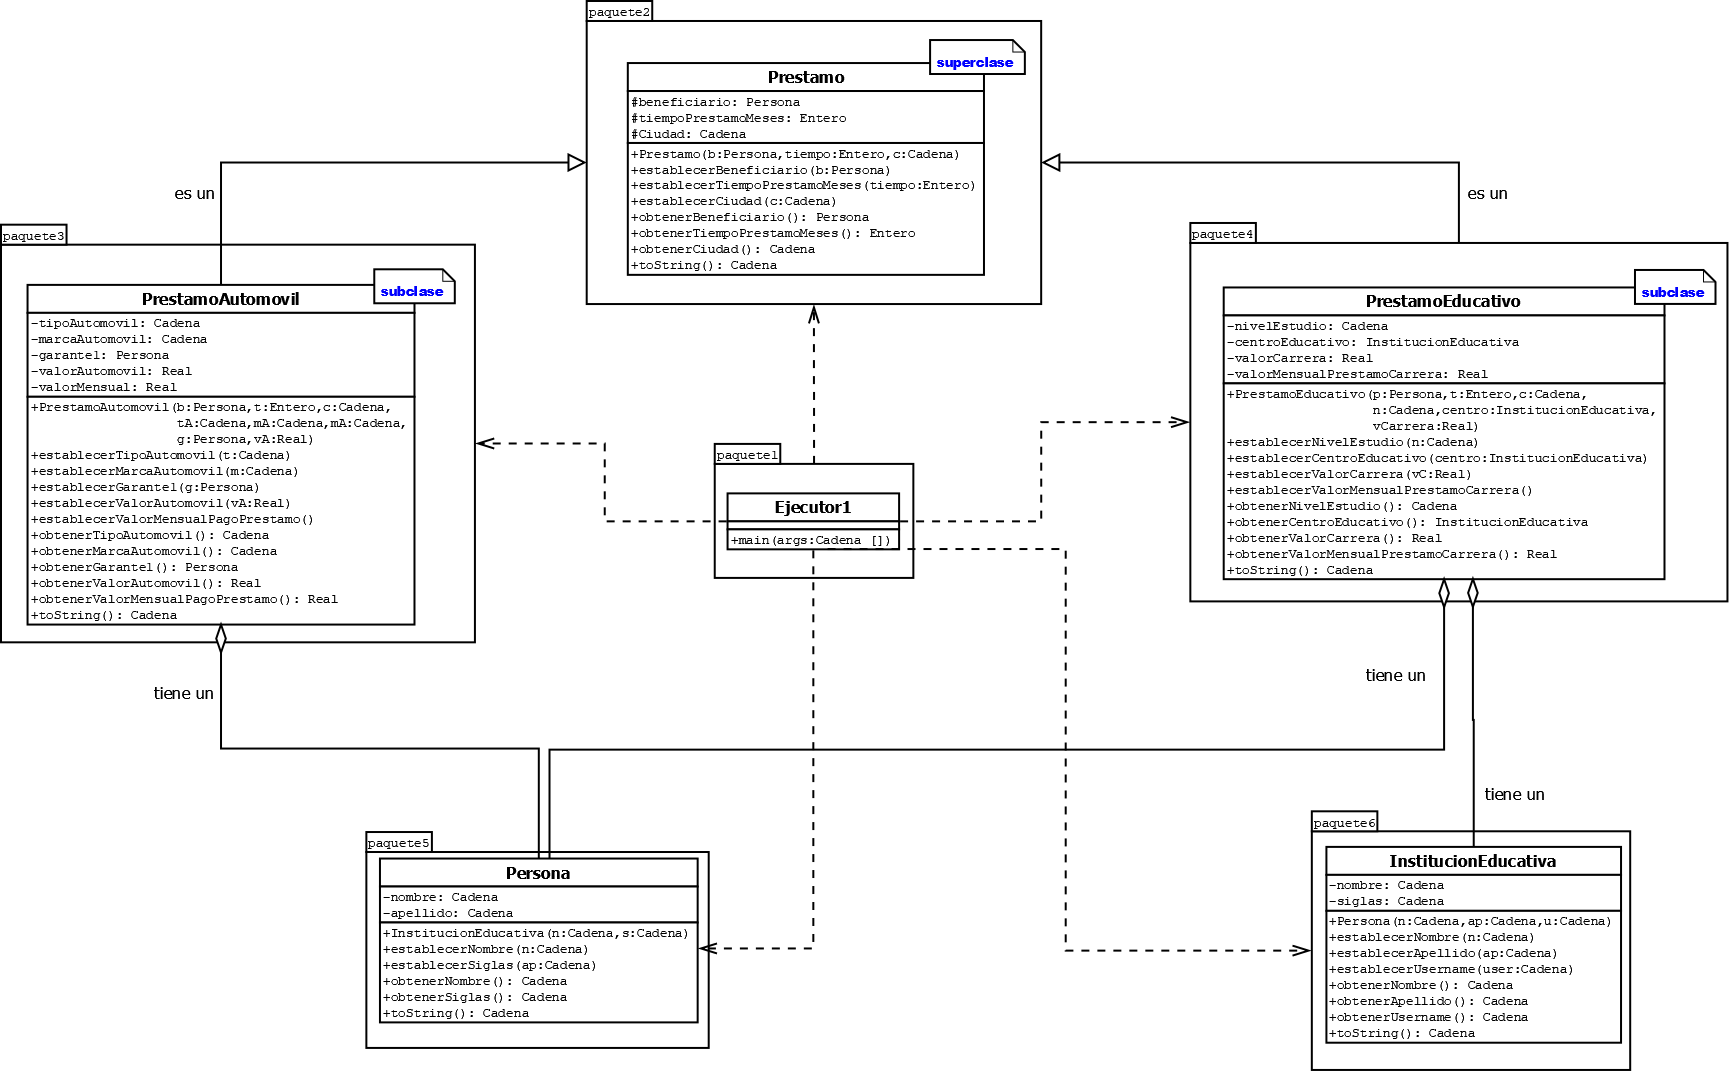 paquete2
superclase
Prestamo
#beneficiario: Persona
#tiempoPrestamoMeses: Entero
#Ciudad: Cadena
+Prestamo(b:Persona,tiempo:Entero,c:Cadena)
+establecerBeneficiario(b:Persona)
+establecerTiempoPrestamoMeses(tiempo:Entero)
+establecerCiudad(c:Cadena)
+obtenerBeneficiario(): Persona
+obtenerTiempoPrestamoMeses(): Entero
+obtenerCiudad(): Cadena
+toString(): Cadena
es un
es un
paquete3
subclase
PrestamoAutomovil
-tipoAutomovil: Cadena
-marcaAutomovil: Cadena
-garante1: Persona
-valorAutomovil: Real
-valorMensual: Real
+PrestamoAutomovil(b:Persona,t:Entero,c:Cadena,
tA:Cadena,mA:Cadena,mA:Cadena,
g:Persona,vA:Real)
+establecerTipoAutomovil(t:Cadena)
+establecerMarcaAutomovil(m:Cadena)
+establecerGarante1(g:Persona)
+establecerValorAutomovil(vA:Real)
+establecerValorMensualPagoPrestamo()
+obtenerTipoAutomovil(): Cadena
+obtenerMarcaAutomovil(): Cadena
+obtenerGarante1(): Persona
+obtenerValorAutomovil(): Real
+obtenerValorMensualPagoPrestamo(): Real
+toString(): Cadena
paquete1
Ejecutor1
+main(args:Cadena [])
paquete4
subclase
PrestamoEducativo
-nivelEstudio: Cadena
-centroEducativo: InstitucionEducativa
-valorCarrera: Real
-valorMensualPrestamoCarrera: Real
+PrestamoEducativo(p:Persona,t:Entero,c:Cadena,
n:Cadena,centro:InstitucionEducativa,
vCarrera:Real)
+establecerNivelEstudio(n:Cadena)
+establecerCentroEducativo(centro:InstitucionEducativa)
+establecerValorCarrera(vC:Real)
+establecerValorMensualPrestamoCarrera()
+obtenerNivelEstudio(): Cadena
+obtenerCentroEducativo(): InstitucionEducativa
+obtenerValorCarrera(): Real
+obtenerValorMensualPrestamoCarrera(): Real
+toString(): Cadena
tiene un
tiene un
tiene un
paquete5
Persona
-nombre: Cadena
-apellido: Cadena
+InstitucionEducativa(n:Cadena,s:Cadena)
+establecerNombre(n:Cadena)
+establecerSiglas(ap:Cadena)
+obtenerNombre(): Cadena
+obtenerSiglas(): Cadena
+toString(): Cadena
paquete6
InstitucionEducativa
-nombre: Cadena
-siglas: Cadena
+Persona(n:Cadena,ap:Cadena,u:Cadena)
+establecerNombre(n:Cadena)
+establecerApellido(ap:Cadena)
+establecerUsername(user:Cadena)
+obtenerNombre(): Cadena
+obtenerApellido(): Cadena
+obtenerUsername(): Cadena
+toString(): Cadena